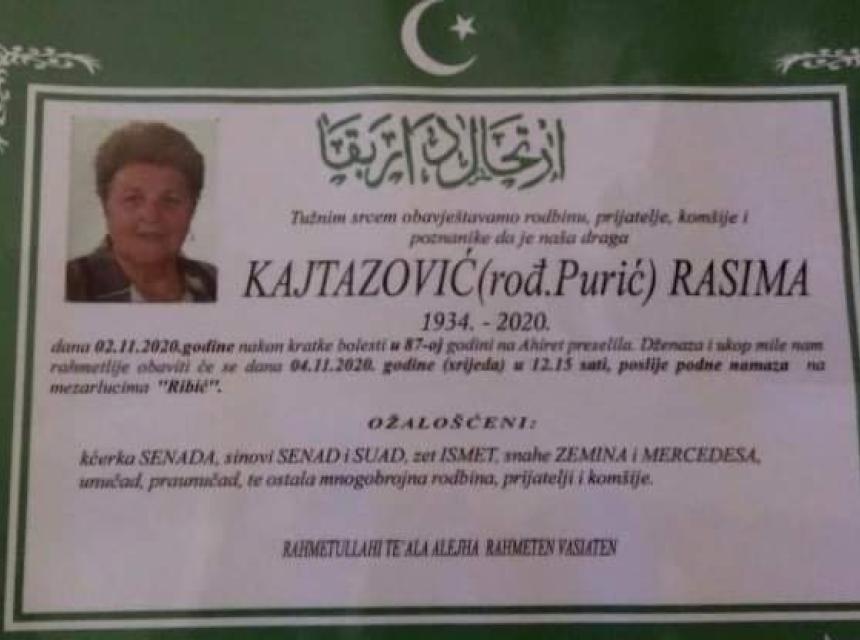 ارتحال دار بقا
Tužnim srcem obavještavamo rodbinu, prijatelje, komšije i
poznanike da je naša draga
KAJTAZOVIĆ(rođ.Purić) RASIMA
1934. - 2020.
dana 02.11.2020.godine nakon kratke bolesti u 87-oj godini na Ahiret preselila. Dženaza i ukop mile nam
rahmetlije obaviti će se dana 04.11.2020. godine (srijeda) u 12.15 sati, poslije podne namaza na
mezarlucima "Ribić".
OŽALOŠĆENI:
kćerka SENADA, sinovi SENAD i SUAD, zet ISMET, snahe ZEMINA i MERCEDESA,
unučad, praunučad, te ostala mnogobrojna rodbina, prijatelji i komšije.
RAHMETULLAHI TE'ALA ALEJHA RAHMETEN VASIATEN